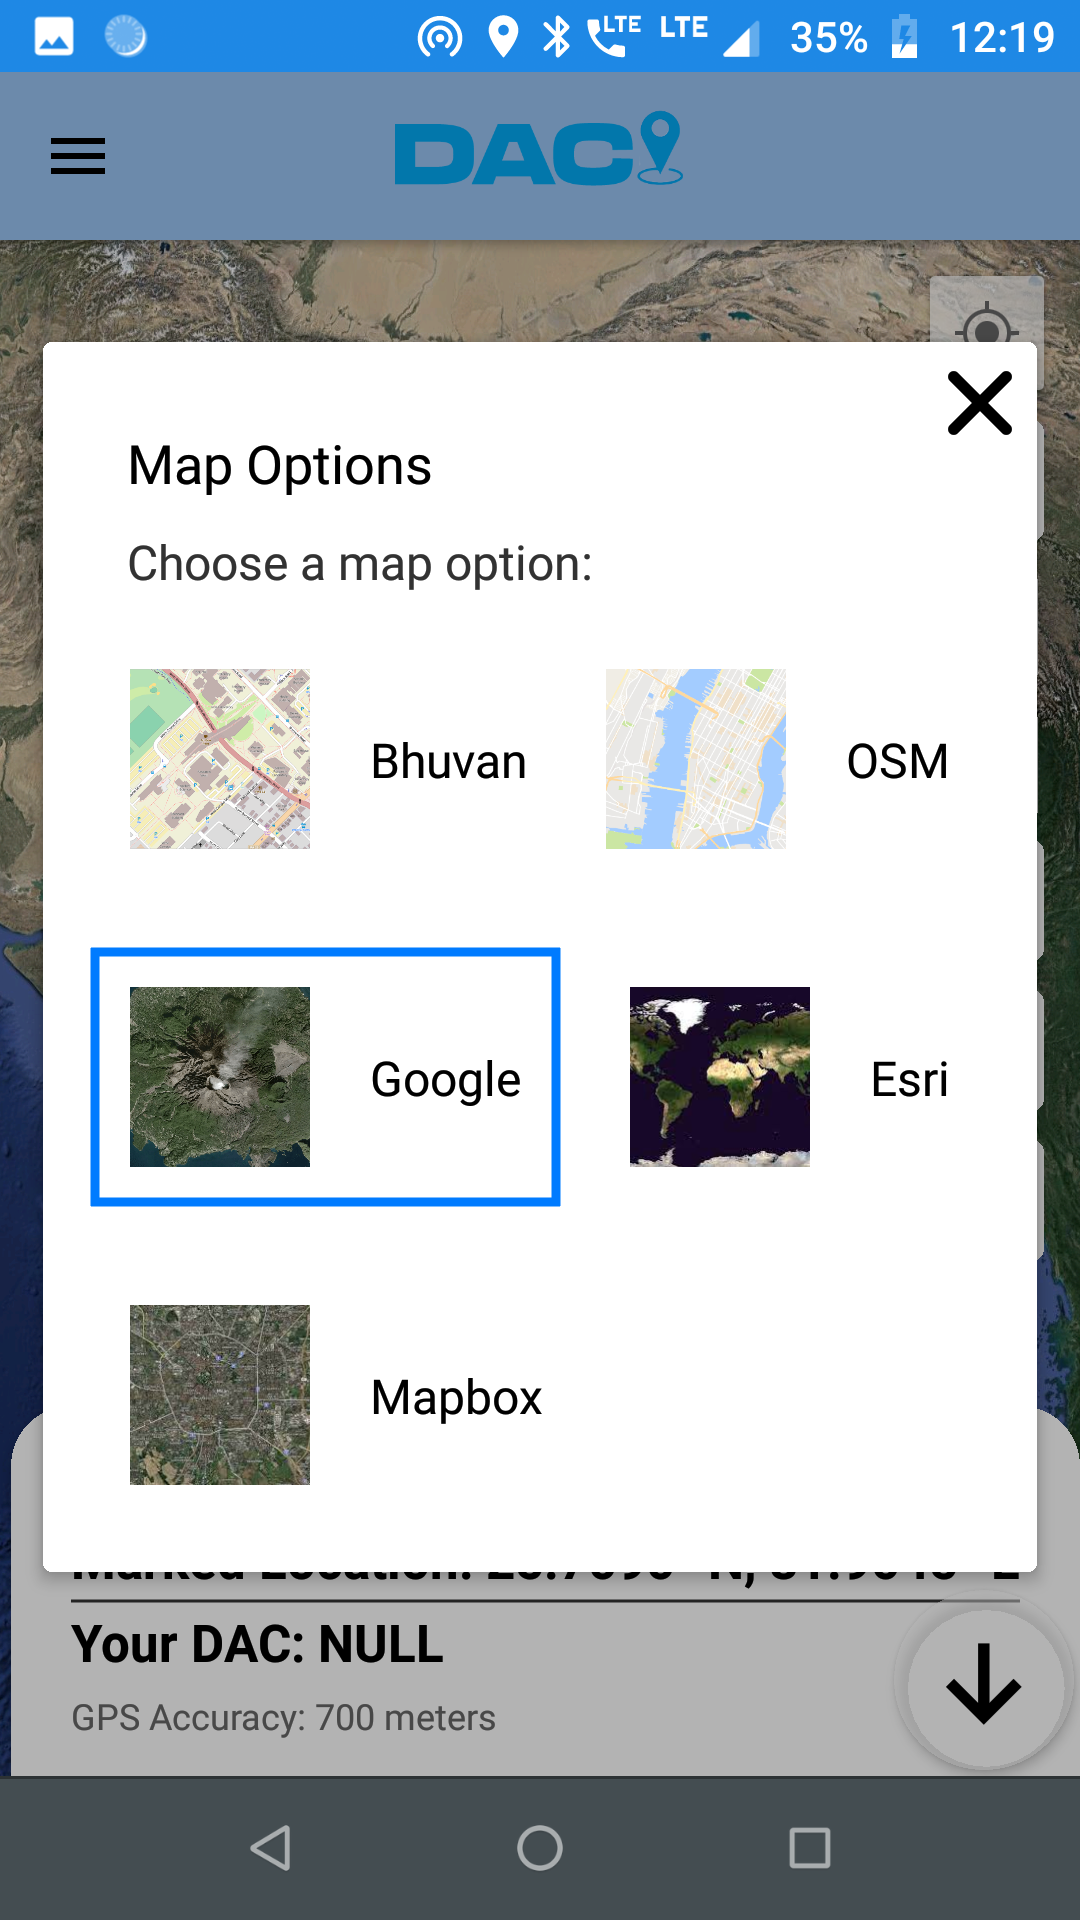 LTE LTE 35% 12:19
DAC
Map Options
Choose a map option:
Bhuvan OSM
Google Esri
Mapbox
Your DAC: NULL
GPS Accuracy: 700 meters